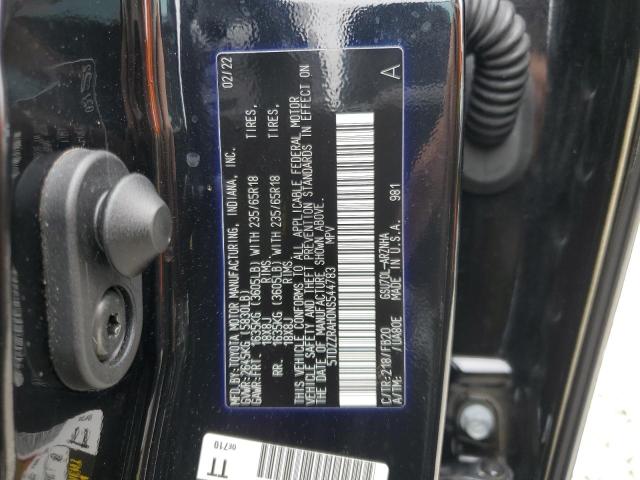 MFD.BY:TOYOTA MOTOR MANUFACTURING, INDIANA, INC. 02/22
GVWR: 2645KG (5830LB)
GAWR:FRT. 1635KG (3605LB) WITH 235/65R18 TIRES,
18X8J RIMS,
RR. 1635KG (3605LB) WITH 235/65R18 TIRES,
18X8J RIMS.
THIS VEHICLE CONFORMS TO ALL APPLICABLE FEDERAL MOTOR
VEHICLE SAFETY AND THEFT PREVENTION STANDARDS IN EFFECT ON
THE DATE OF MANUFACTURE SHOWN ABOVE.
5TDZZRAH0NS544783 MPV A
C/TR:218/FB20 GSU70L-ARZNHA
A/TM: /UA80E MADE IN U.S.A. 981
0E710
TT